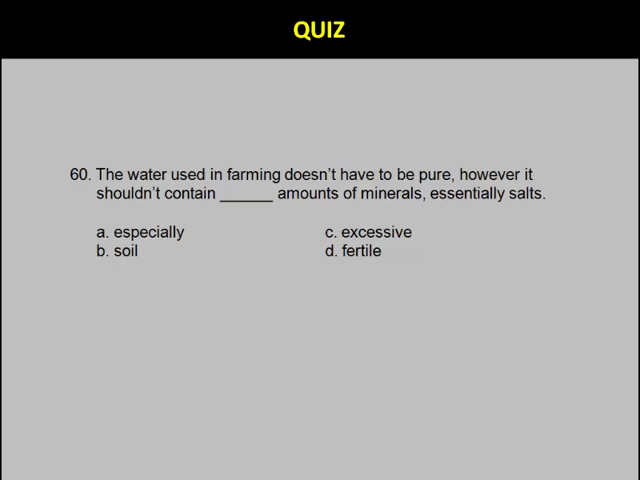 QUIZ
60. The water used in farming doesn't have to be pure, however it
shouldn't contain ______ amounts of minerals, essentially salts.
a. especially c. excessive
b. soil d. fertile